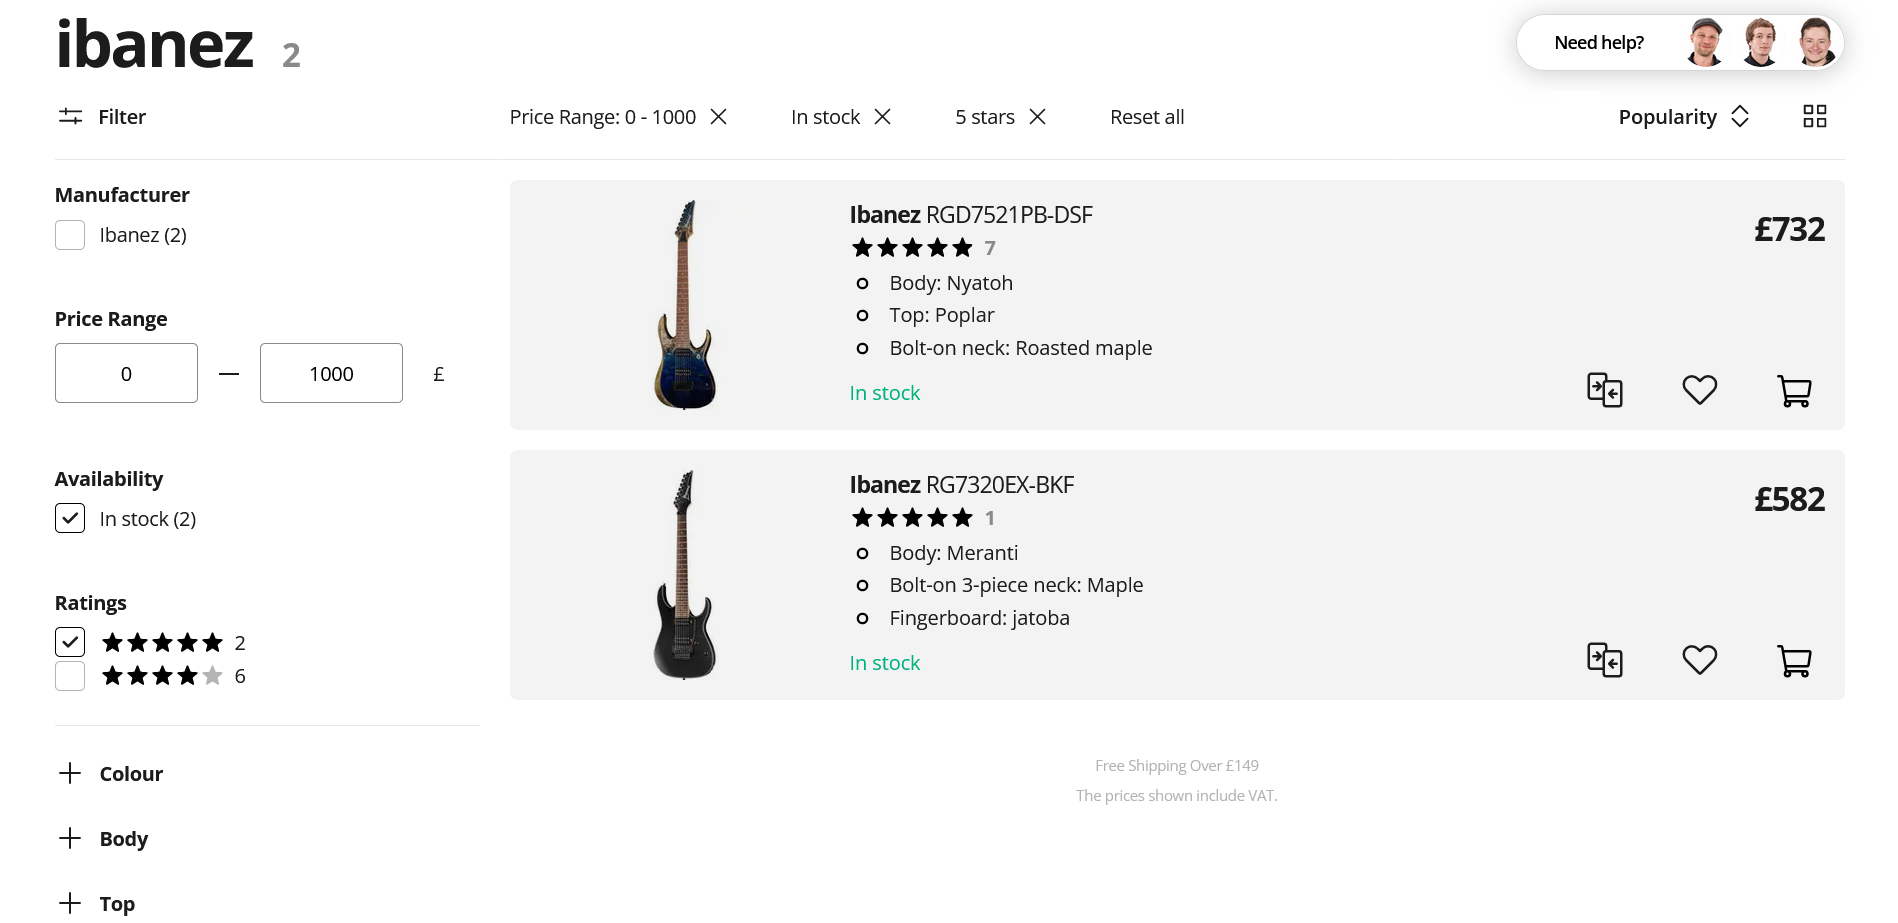 ibanez 2
Need help?
Filter
Price Range: 0 - 1000
In stock
5 stars
Reset all
Popularity
Manufacturer
Ibanez (2)
Price Range
0 — 1000 £
Availability
In stock (2)
Ratings
2
6
Colour
Body
Top
Ibanez RGD7521PB-DSF
7
Body: Nyatoh
Top: Poplar
Bolt-on neck: Roasted maple
In stock
£732
Ibanez RG7320EX-BKF
1
Body: Meranti
Bolt-on 3-piece neck: Maple
Fingerboard: jatoba
In stock
£582
Free Shipping Over £149
The prices shown include VAT.